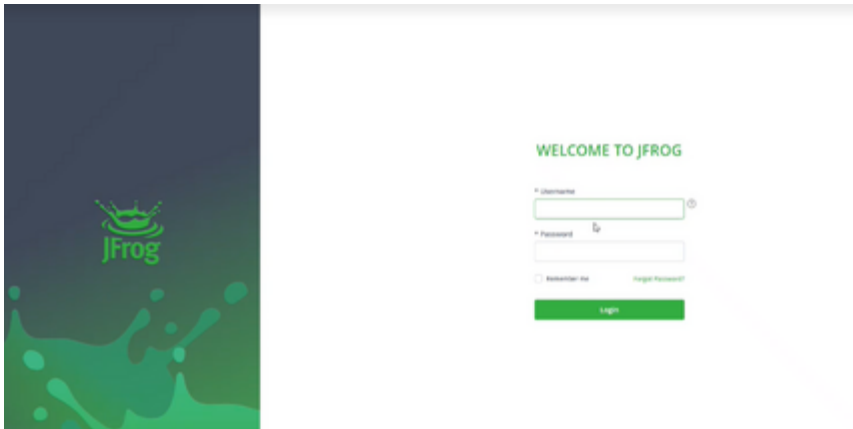 JFrog
WELCOME TO JFROG
* Username
* Password
Remember me
Forgot Password?
Login